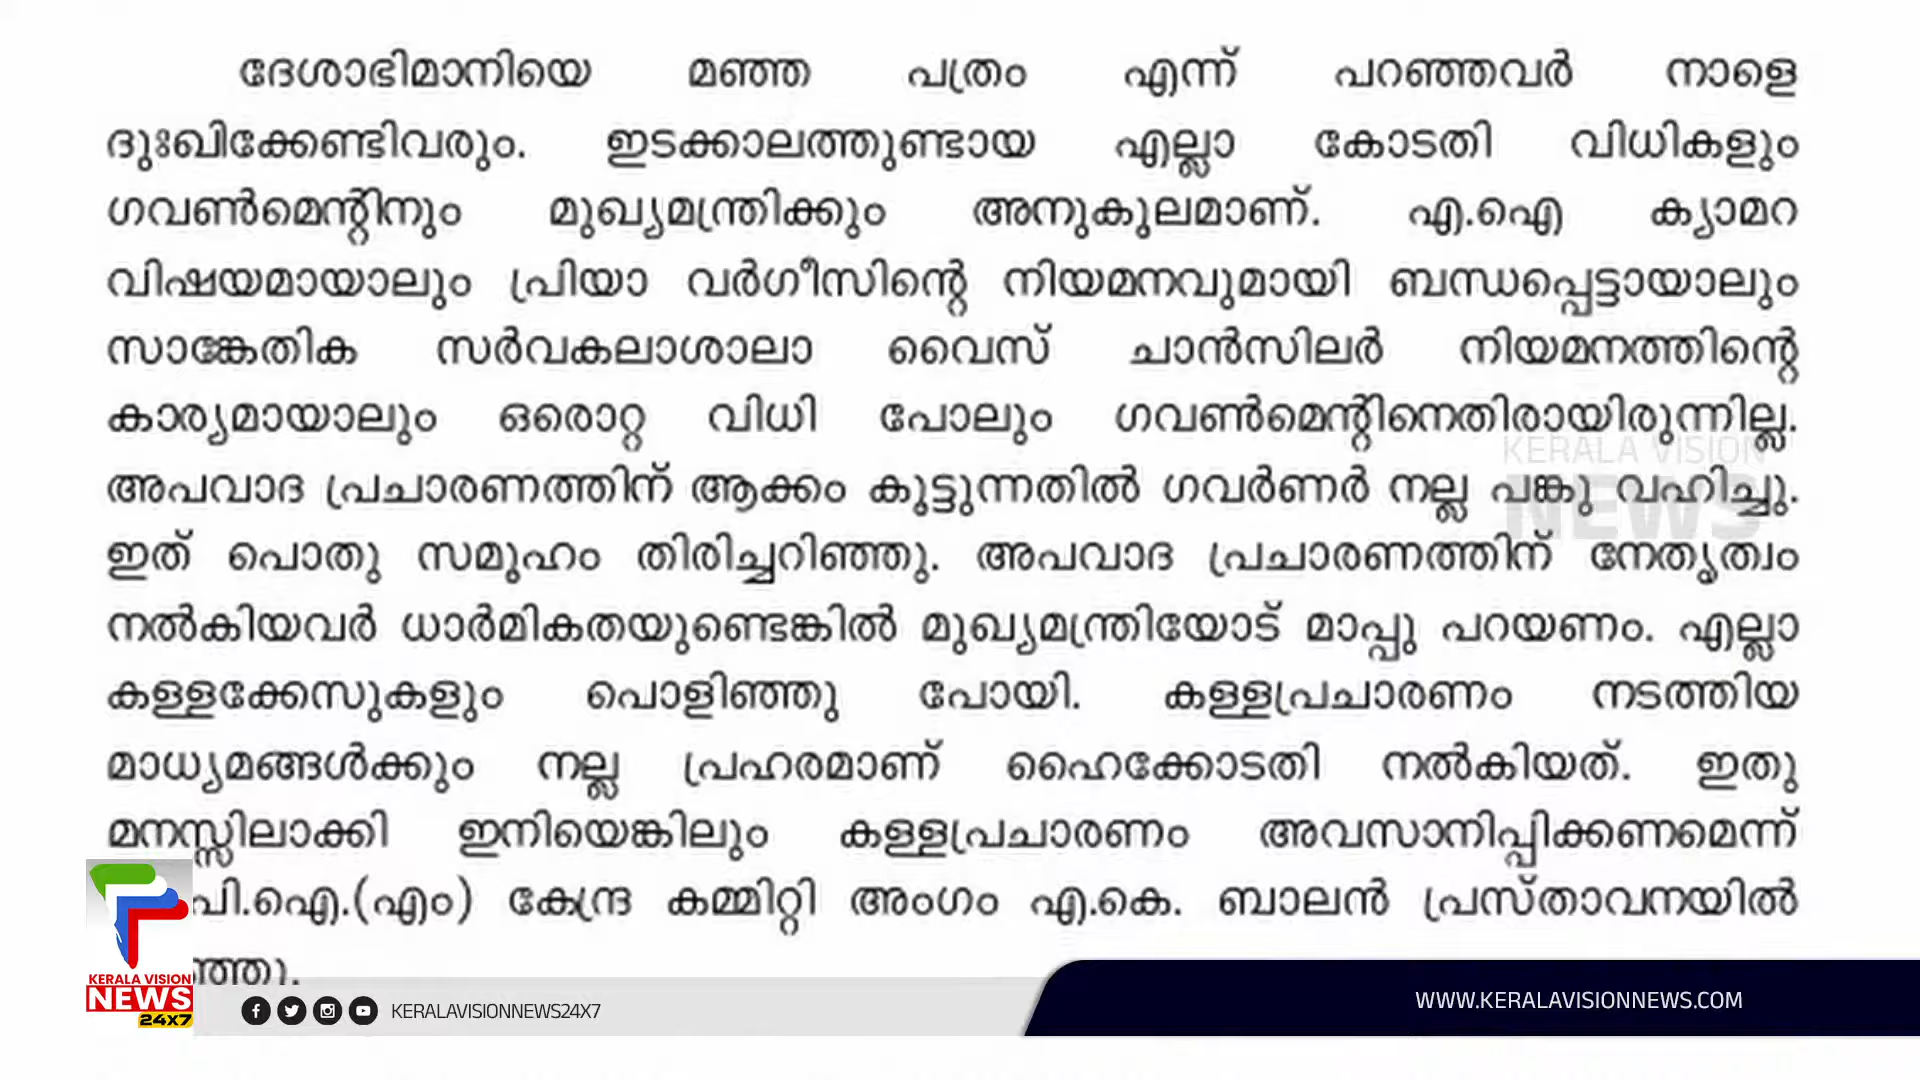 ദേശാഭിമാനിയെ മഞ്ഞ പത്രം എന്ന് പറഞ്ഞവർ നാളെ
ദുഃഖിക്കേണ്ടിവരും. ഇടക്കാലത്തുണ്ടായ എല്ലാ കോടതി വിധികളും
ഗവൺമെന്റിനും മുഖ്യമന്ത്രിക്കും അനുകൂലമാണ്. എ.ഐ ക്യാമറ
വിഷയമായാലും പ്രിയാ വർഗീസിന്റെ നിയമനവുമായി ബന്ധപ്പെട്ടായാലും
സാങ്കേതിക സർവകലാശാലാ വൈസ് ചാൻസിലർ നിയമനത്തിന്റെ
കാര്യമായാലും ഒരൊറ്റ വിധി പോലും ഗവൺമെന്റിനെതിരായിരുന്നില്ല.
അപവാദ പ്രചാരണത്തിന് ആക്കം കൂട്ടുന്നതിൽ ഗവർണർ നല്ല പങ്കു വഹിച്ചു.
ഇത് പൊതു സമൂഹം തിരിച്ചറിഞ്ഞു. അപവാദ പ്രചാരണത്തിന് നേതൃത്വം
നൽകിയവർ ധാർമികതയുണ്ടെങ്കിൽ മുഖ്യമന്ത്രിയോട് മാപ്പു പറയണം. എല്ലാ
കള്ളക്കേസുകളും പൊളിഞ്ഞു പോയി. കള്ളപ്രചാരണം നടത്തിയ
മാധ്യമങ്ങൾക്കും നല്ല പ്രഹരമാണ് ഹൈക്കോടതി നൽകിയത്. ഇതു
മനസ്സിലാക്കി ഇനിയെങ്കിലും കള്ളപ്രചാരണം അവസാനിപ്പിക്കണമെന്ന്
പി.ഐ.(എം) കേന്ദ്ര കമ്മിറ്റി അംഗം എ.കെ. ബാലൻ പ്രസ്താവനയിൽ
KERALA VISION
NEWS
KERALA VISION
NEWS
24X7
KERALAVISIONNEWS24X7
WWW.KERALAVISIONNEWS.COM